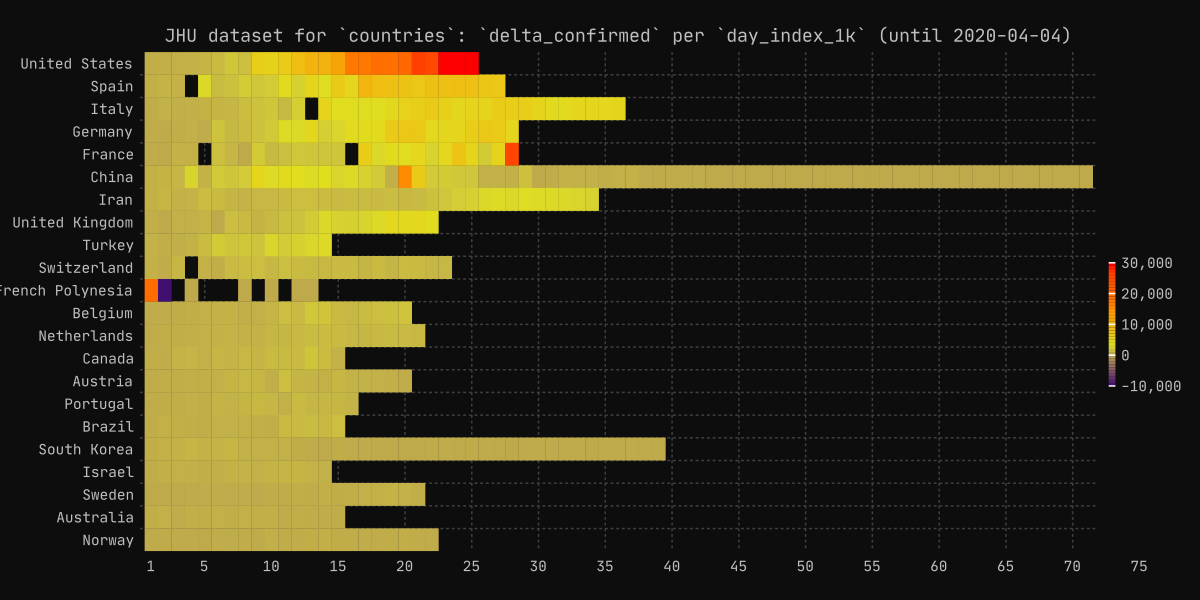 JHU dataset for `countries`: `delta_confirmed` per `day_index_1k` (until 2020-04-04)
United States
Spain
Italy
Germany
France
China
Iran
United Kingdom
Turkey
Switzerland
French Polynesia
Belgium
Netherlands
Canada
Austria
Portugal
Brazil
South Korea
Israel
Sweden
Australia
Norway
30,000
20,000
10,000
0
−10,000
1 5 10 15 20 25 30 35 40 45 50 55 60 65 70 75